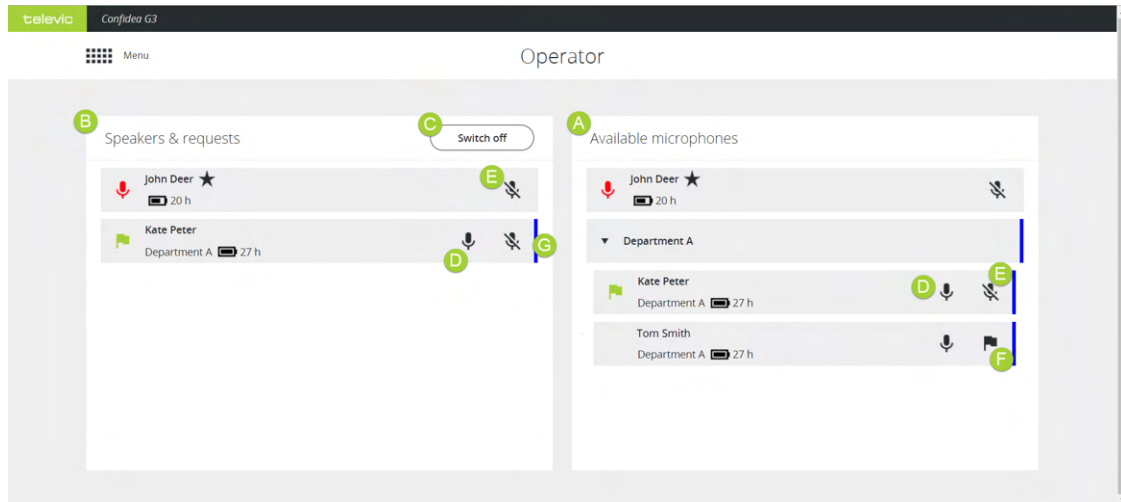 televic Confidea G3
Menu
Operator
B
Speakers & requests
C
Switch off
John Deer
20 h
E
Kate Peter
Department A 27 h
D
G
A
Available microphones
John Deer
20 h
Department A
Kate Peter
Department A 27 h
D
E
Tom Smith
Department A 27 h
F